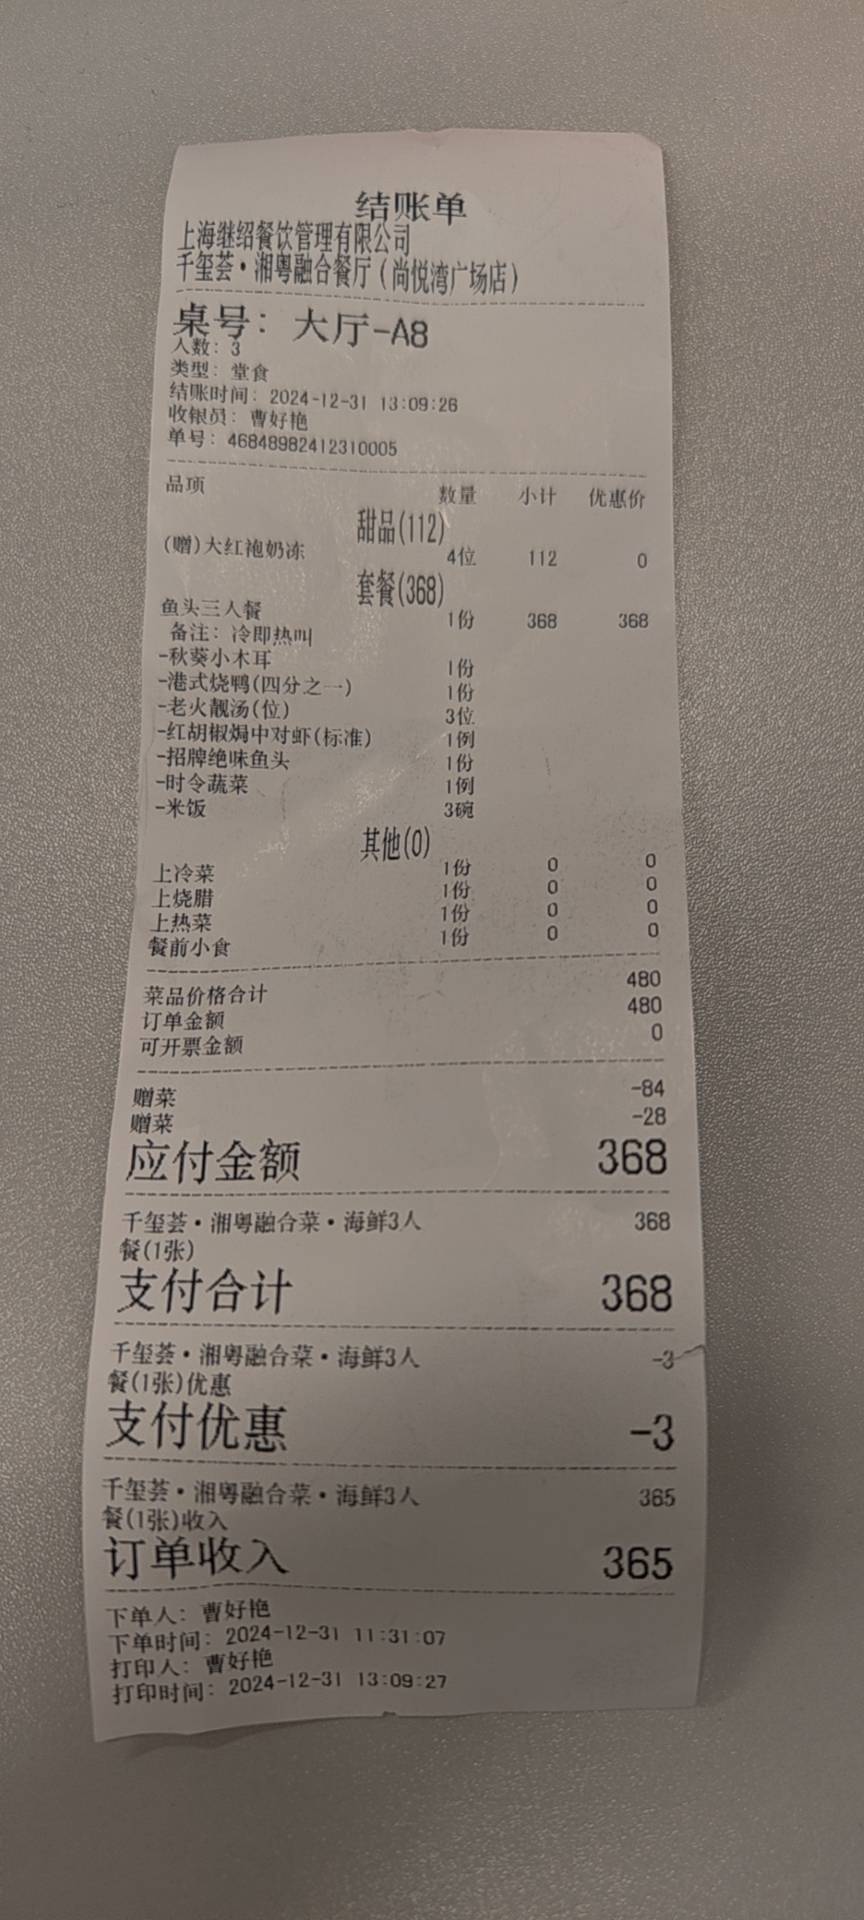 结账单
上海继绍餐饮管理有限公司
千玺荟·湘粤融合餐厅(尚悦湾广场店)
桌号: 大厅-A8
人数: 3
类型: 堂食
结账时间: 2024-12-31 13:09:26
收银员: 曹好艳
单号: 46848982412310005
品项 数量 小计 优惠价
甜品(112)
(赠)大红袍奶冻 4位 112 0
套餐(368)
鱼头三人餐 1份 368 368
备注: 冷即热叫
-秋葵小木耳 1份
-港式烧鸭(四分之一) 1份
-老火靓汤(位) 3位
-红胡椒焗中对虾(标准) 1例
-招牌绝味鱼头 1份
-时令蔬菜 1例
-米饭 3碗
其他(0)
上冷菜 1份 0 0
上烧腊 1份 0 0
上热菜 1份 0 0
餐前小食 1份 0 0
菜品价格合计 480
订单金额 480
可开票金额 0
赠菜 -84
赠菜 -28
应付金额 368
千玺荟·湘粤融合菜·海鲜3人 368
餐(1张)
支付合计 368
千玺荟·湘粤融合菜·海鲜3人 -3
餐(1张)优惠
支付优惠 -3
千玺荟·湘粤融合菜·海鲜3人 365
餐(1张)收入
订单收入 365
下单人: 曹好艳
下单时间: 2024-12-31 11:31:07
打印人: 曹好艳
打印时间: 2024-12-31 13:09:27